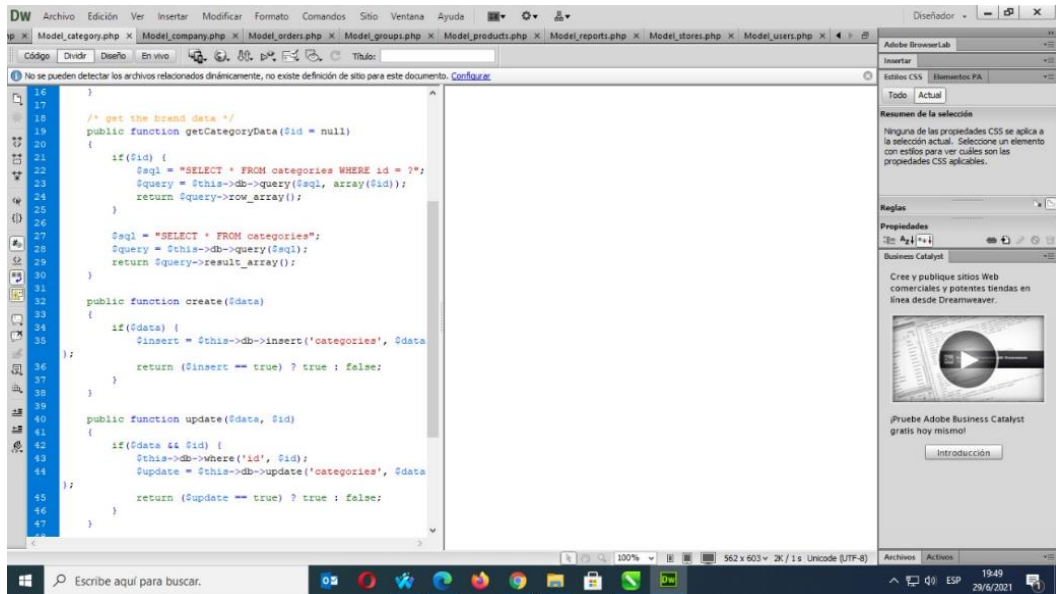 DW Archivo Edición Ver Insertar Modificar Formato Comandos Sitio Ventana Ayuda Diseñador
Model_category.php × Model_company.php × Model_orders.php × Model_groups.php × Model_products.php × Model_reports.php × Model_stores.php × Model_users.php ×
Código Dividir Diseño En vivo Título:
No se pueden detectar los archivos relacionados dinámicamente, no existe definición de sitio para este documento. Configurar
16 }
17
18 /* get the brand data */
19 public function getCategoryData($id = null)
20 {
21 if($id) {
22 $sql = "SELECT * FROM categories WHERE id = ?";
23 $query = $this->db->query($sql, array($id));
24 return $query->row_array();
25 }
26
27 $sql = "SELECT * FROM categories";
28 $query = $this->db->query($sql);
29 return $query->result_array();
30 }
31
32 public function create($data)
33 {
34 if($data) {
35 $insert = $this->db->insert('categories', $data
);
36 return ($insert == true) ? true : false;
37 }
38 }
39
40 public function update($data, $id)
41 {
42 if($data && $id) {
43 $this->db->where('id', $id);
44 $update = $this->db->update('categories', $data
);
45 return ($update == true) ? true : false;
46 }
47 }
100% 562 x 603 2K / 1 s Unicode (UTF-8)
Adobe BrowserLab
Insertar
Estilos CSS Elementos PA
Todo Actual
Resumen de la selección
Ninguna de las propiedades CSS se aplica a
la selección actual. Seleccione un elemento
con estilos para ver cuáles son las
propiedades CSS aplicables.
Reglas
Propiedades
Business Catalyst
Cree y publique sitios Web
comerciales y potentes tiendas en
línea desde Dreamweaver.
¡Pruebe Adobe Business Catalyst
gratis hoy mismo!
Introducción
Archivos Activos
Escribe aquí para buscar.
Dw
ESP
19:49
29/6/2021